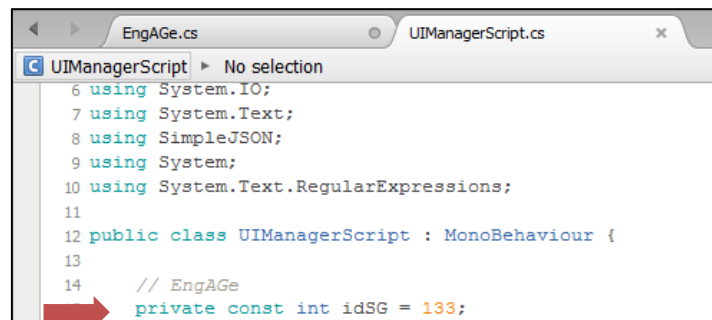 EngAGe.cs UIManagerScript.cs
UIManagerScript No selection
6 using System.IO;
7 using System.Text;
8 using SimpleJSON;
9 using System;
10 using System.Text.RegularExpressions;
11
12 public class UIManagerScript : MonoBehaviour {
13
14 // EngAGe
private const int idSG = 133;